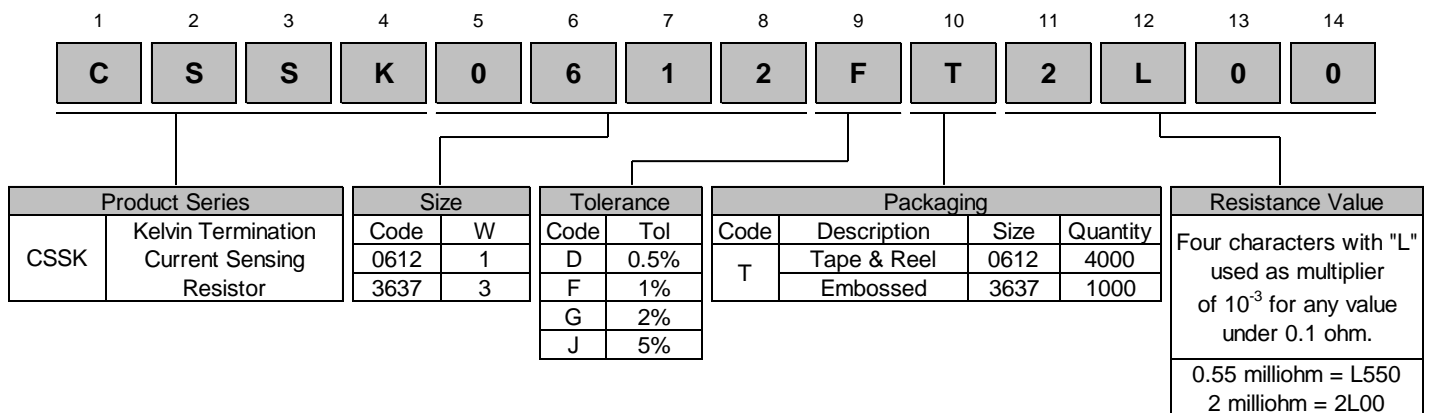 1 2 3 4 5 6 7 8 9 10 11 12 13 14
C S S K 0 6 1 2 F T 2 L 0 0
Product Series
CSSK
Kelvin Termination
Current Sensing
Resistor
Size
Code W
0612 1
3637 3
Tolerance
Code Tol
D 0.5%
F 1%
G 2%
J 5%
Packaging
Code Description Size Quantity
T
Tape & Reel 0612 4000
Embossed 3637 1000
Resistance Value
Four characters with "L"
used as multiplier
of 10⁻³ for any value
under 0.1 ohm.
0.55 milliohm = L550
2 milliohm = 2L00